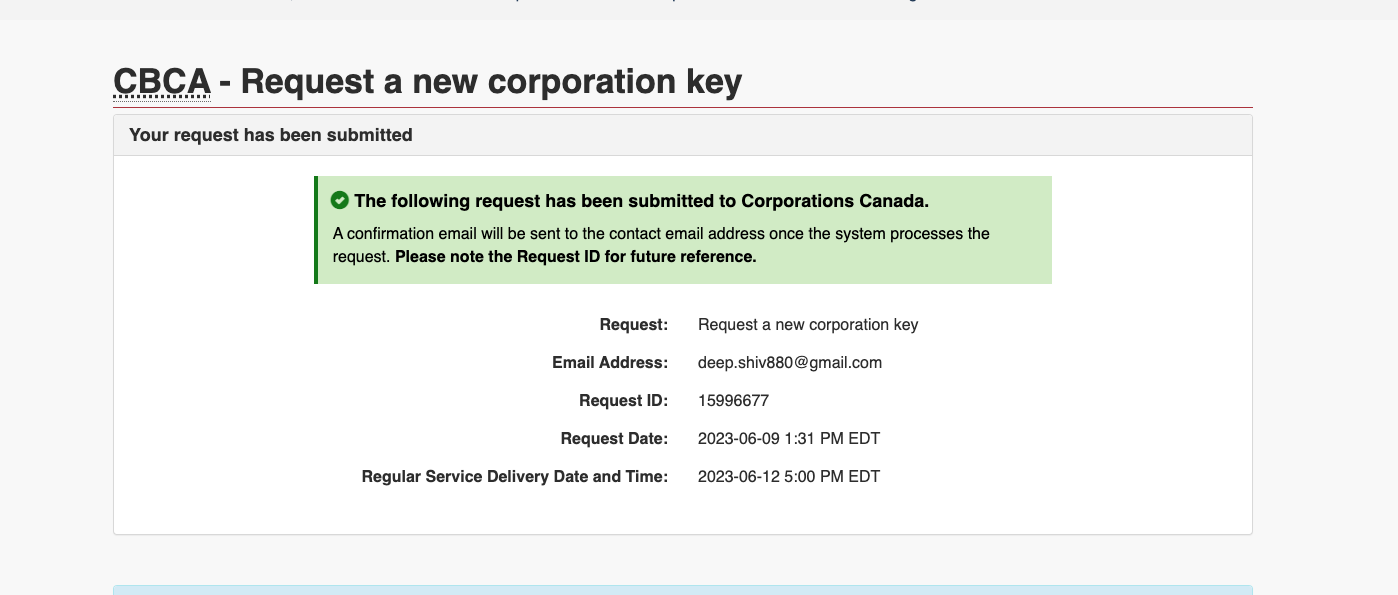 CBCA - Request a new corporation key
Your request has been submitted
The following request has been submitted to Corporations Canada.
A confirmation email will be sent to the contact email address once the system processes the
request. Please note the Request ID for future reference.
Request: Request a new corporation key
Email Address: deep.shiv880@gmail.com
Request ID: 15996677
Request Date: 2023-06-09 1:31 PM EDT
Regular Service Delivery Date and Time: 2023-06-12 5:00 PM EDT